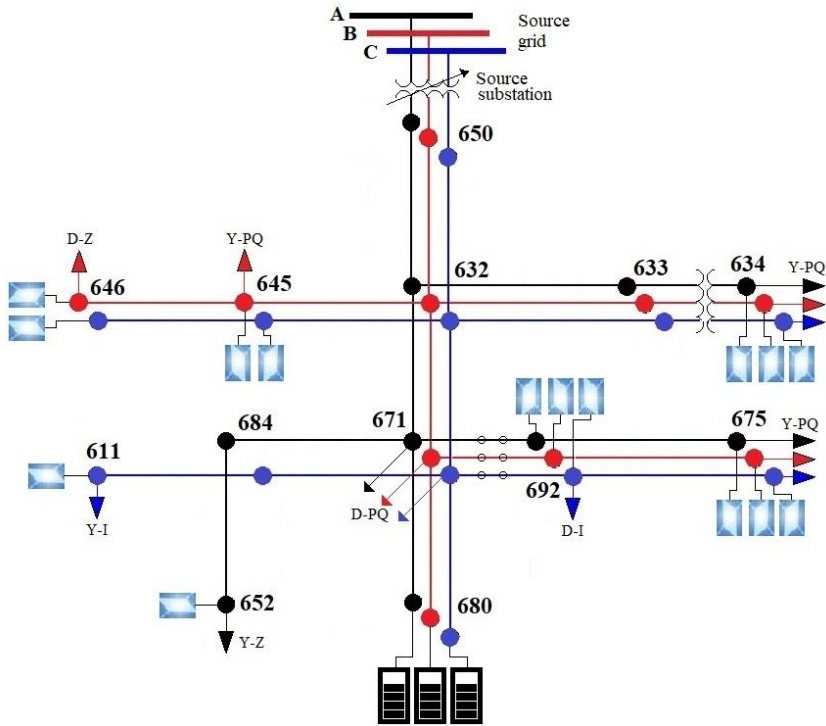 A
B
C
Source
grid
Source
substation
650
D-Z
Y-PQ
646
645
632
633
634
Y-PQ
611
684
671
692
675
Y-PQ
Y-I
D-PQ
D-I
652
680
Y-Z